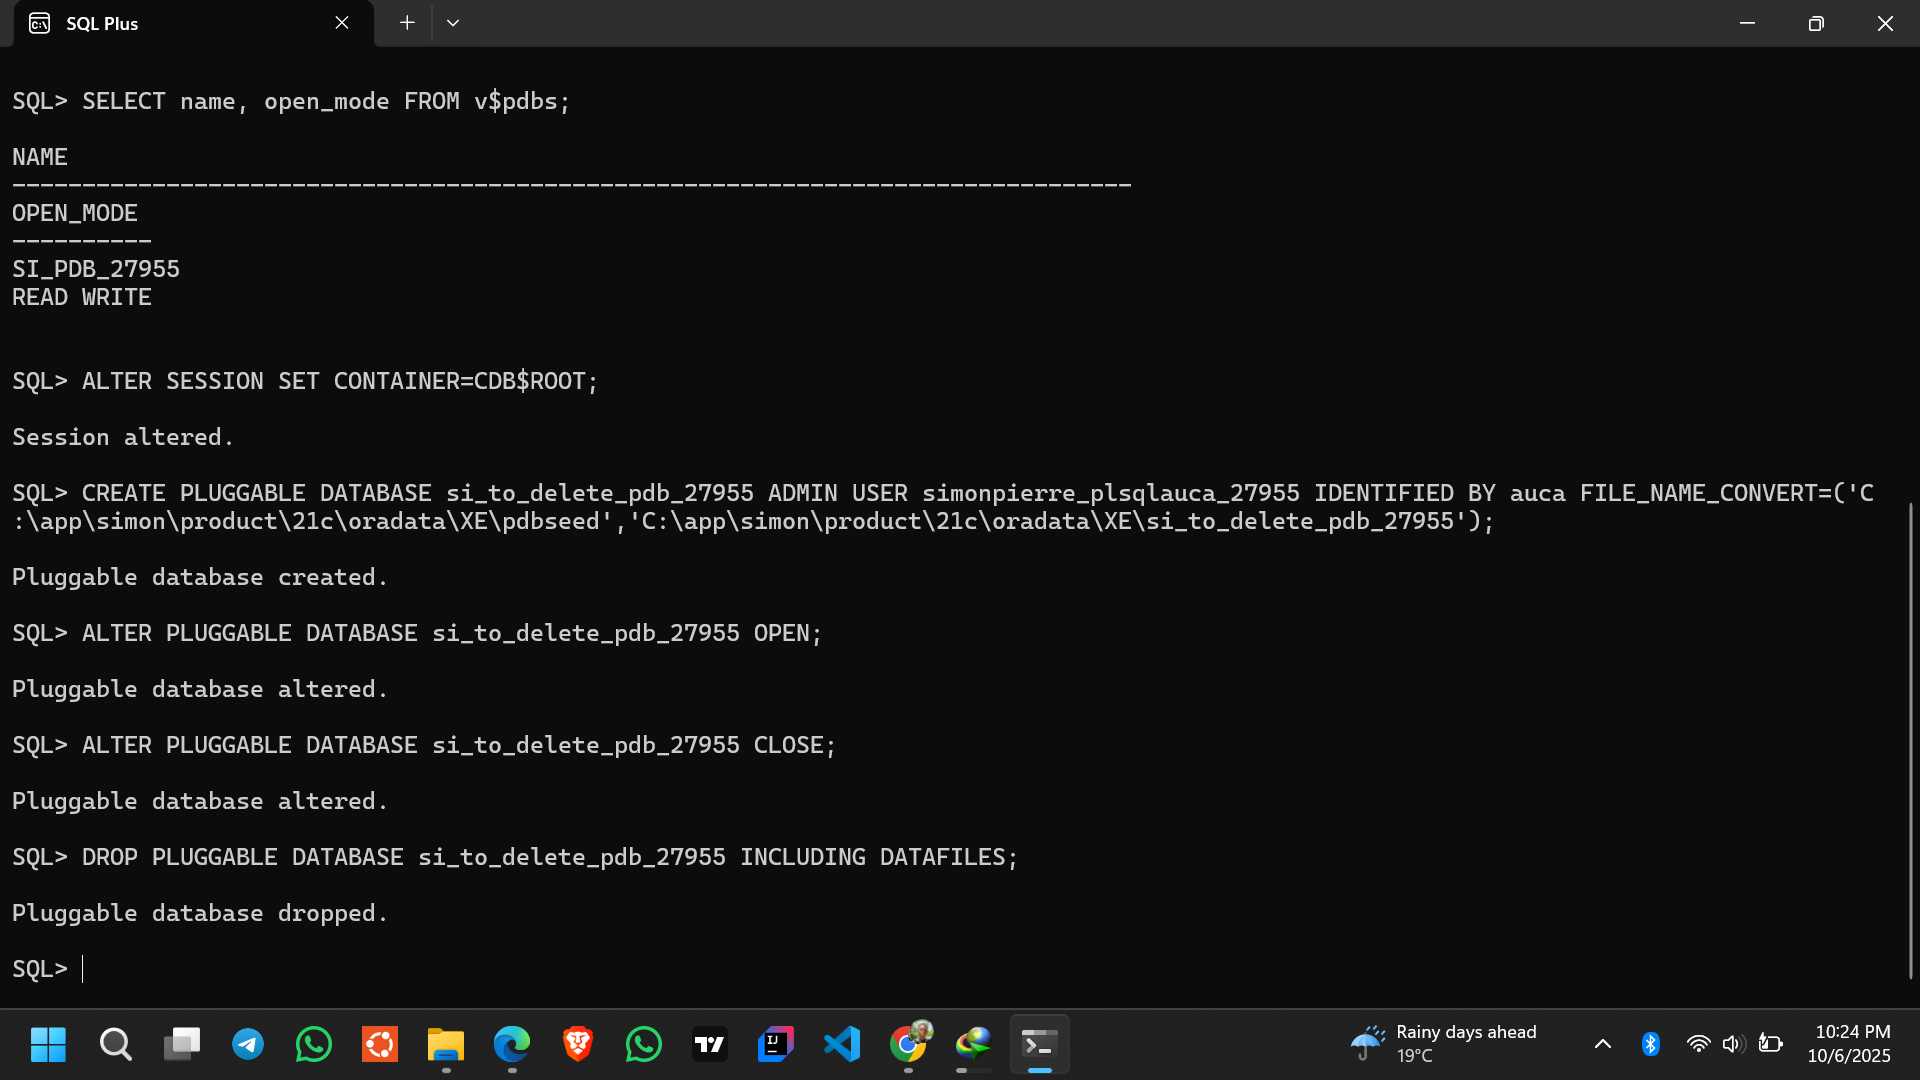 SQL Plus
SQL> SELECT name, open_mode FROM v$pdbs;
NAME
--------------------------------------------------------------------------------
OPEN_MODE
----------
SI_PDB_27955
READ WRITE
SQL> ALTER SESSION SET CONTAINER=CDB$ROOT;
Session altered.
SQL> CREATE PLUGGABLE DATABASE si_to_delete_pdb_27955 ADMIN USER simonpierre_plsqlauca_27955 IDENTIFIED BY auca FILE_NAME_CONVERT=('C
:\app\simon\product\21c\oradata\XE\pdbseed','C:\app\simon\product\21c\oradata\XE\si_to_delete_pdb_27955');
Pluggable database created.
SQL> ALTER PLUGGABLE DATABASE si_to_delete_pdb_27955 OPEN;
Pluggable database altered.
SQL> ALTER PLUGGABLE DATABASE si_to_delete_pdb_27955 CLOSE;
Pluggable database altered.
SQL> DROP PLUGGABLE DATABASE si_to_delete_pdb_27955 INCLUDING DATAFILES;
Pluggable database dropped.
SQL>
Rainy days ahead
19°C
10:24 PM
10/6/2025